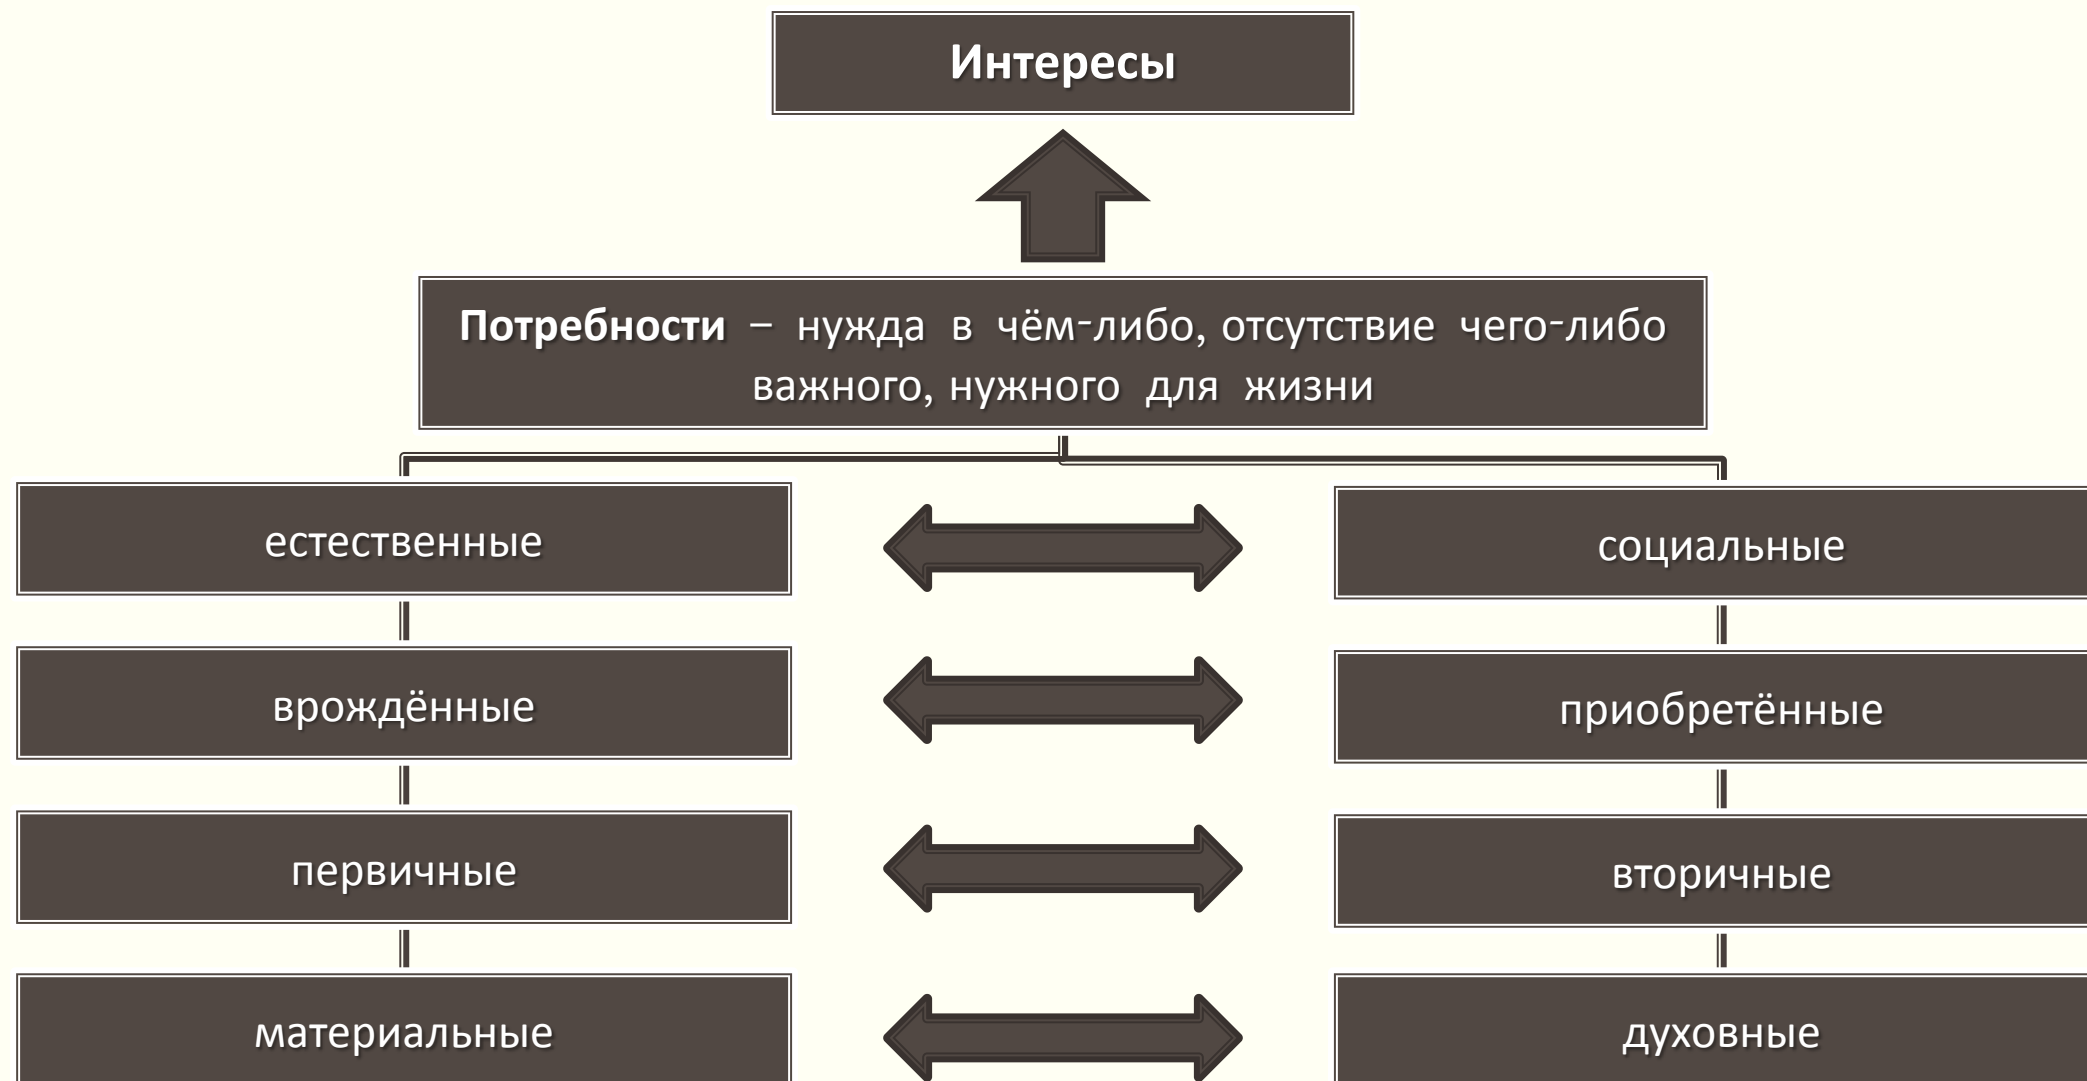 Интересы
Потребности – нужда в чём-либо, отсутствие чего-либо
важного, нужного для жизни
естественные
социальные
врождённые
приобретённые
первичные
вторичные
материальные
духовные